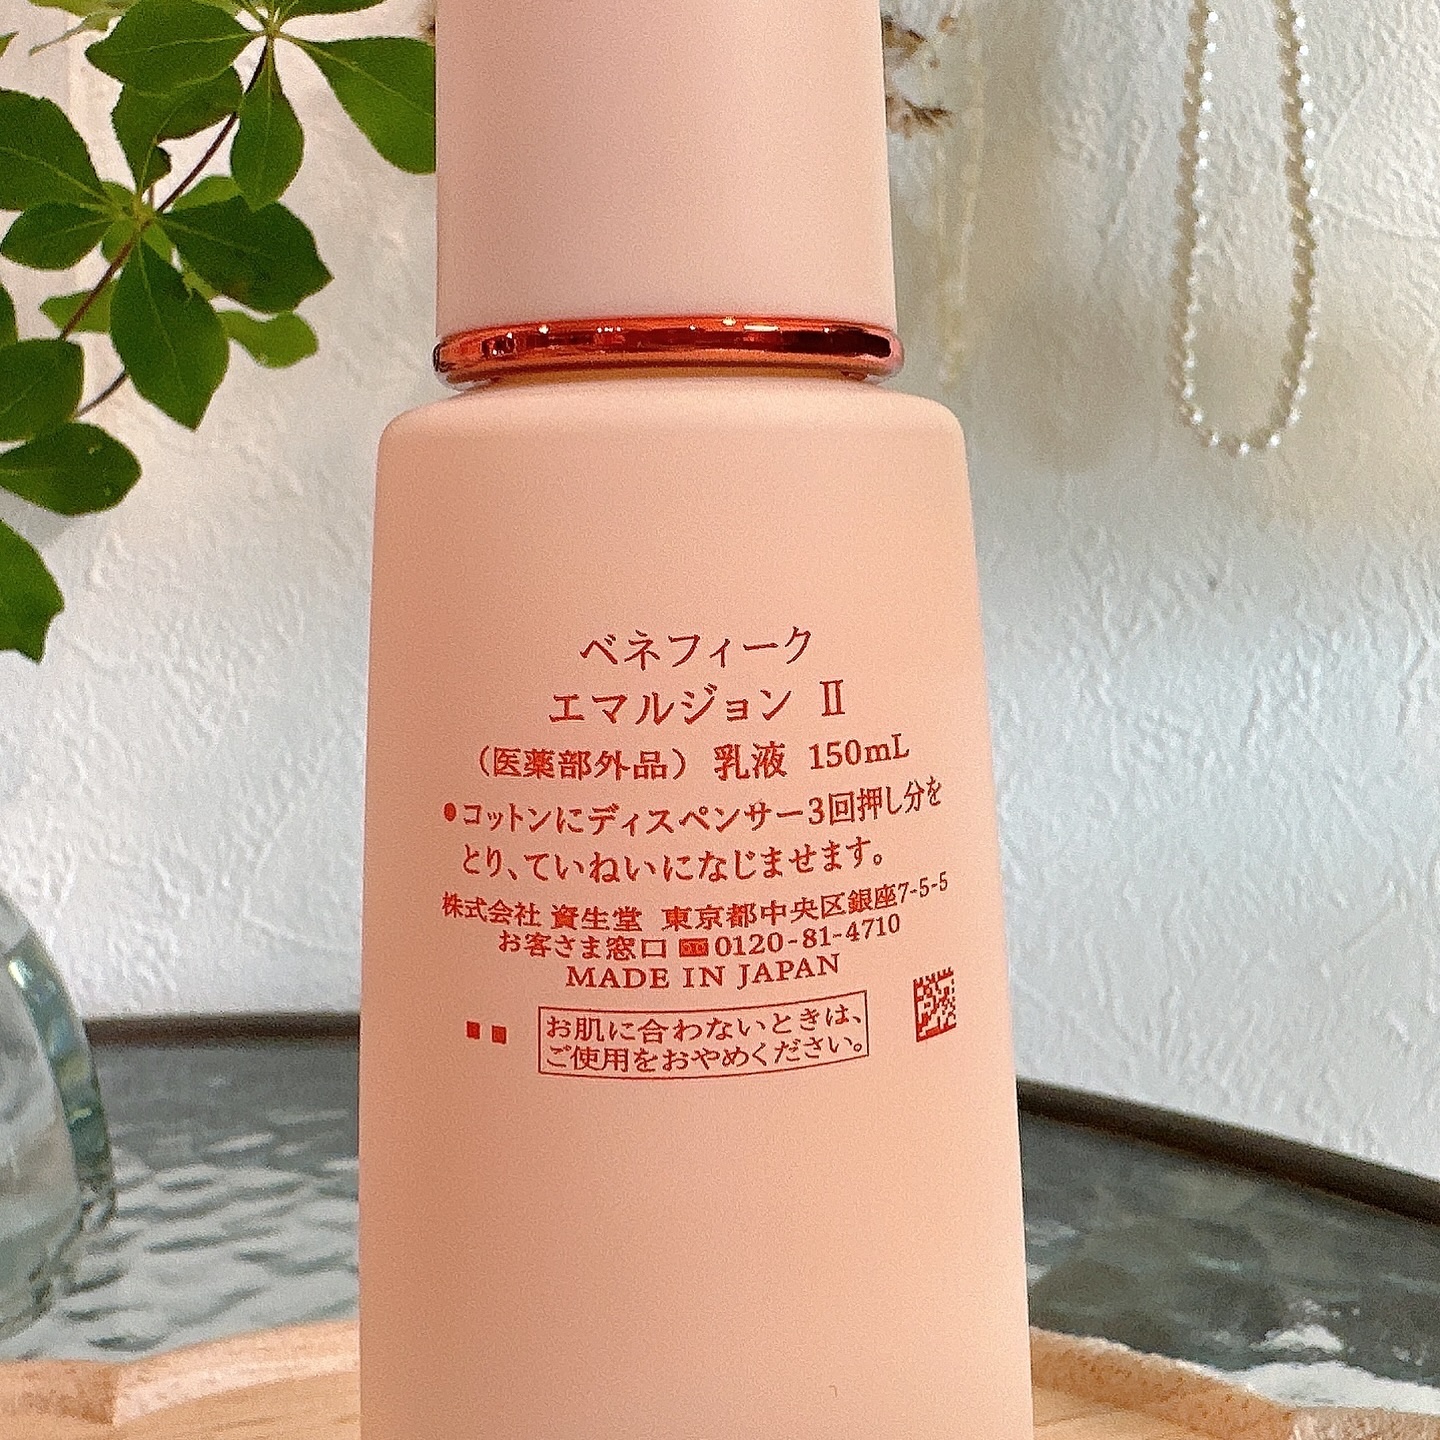 ベネフィーク
エマルジョン Ⅱ
（医薬部外品） 乳液 150mL
●コットンにディスペンサー3回押し分を
とり、ていねいになじませます。
株式会社 資生堂 東京都中央区銀座7-5-5
お客さま窓口 0120-81-4710
MADE IN JAPAN
お肌に合わないときは、
ご使用をおやめください。